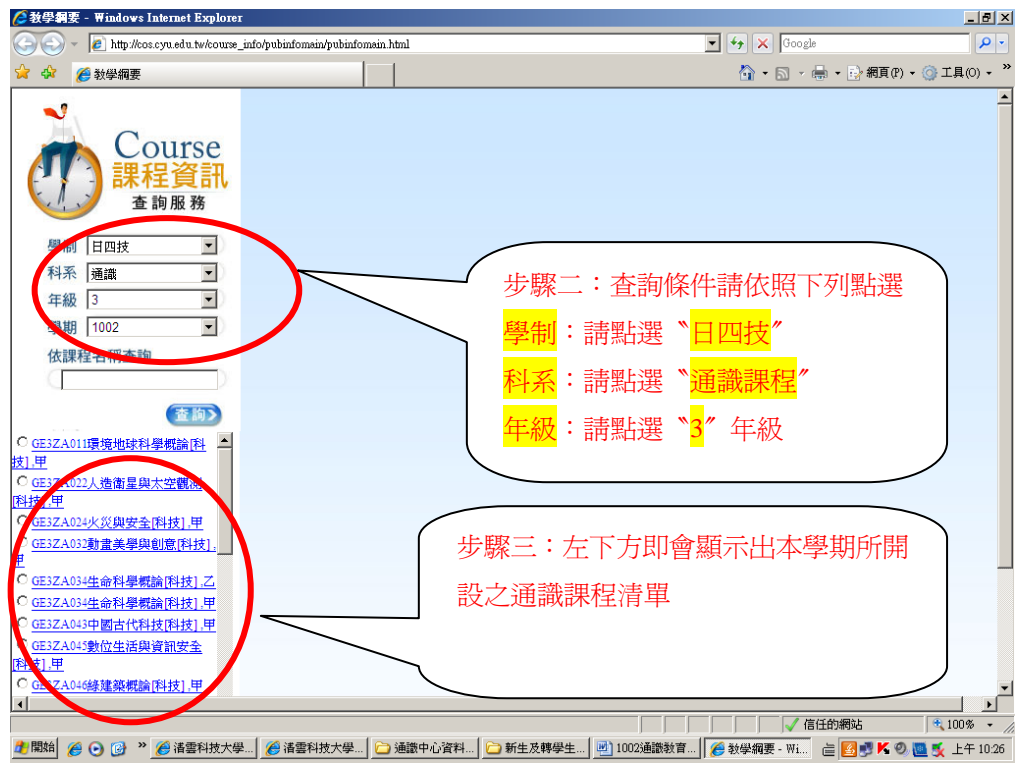 教學綱要 - Windows Internet Explorer
http://cos.cyu.edu.tw/course_info/pubinfomain/pubinfomain.html
Google
教學綱要
網頁(P)
工具(O)
Course
課程資訊
查詢服務
學制 日四技
科系 通識
年級 3
學期 1002
依課程名稱查詢
查詢
GE3ZA011環境地球科學概論[科
技],甲
GE3ZA022人造衛星與太空觀測
[科技],甲
GE3ZA024火災與安全[科技],甲
GE3ZA032動畫美學與創意[科技],
甲
GE3ZA034生命科學概論[科技],乙
GE3ZA034生命科學概論[科技],甲
GE3ZA043中國古代科技[科技],甲
GE3ZA045數位生活與資訊安全
[科技],甲
GE3ZA046綠建築概論[科技],甲
步驟二：查詢條件請依照下列點選
學制：請點選〝日四技〞
科系：請點選〝通識課程〞
年級：請點選〝3〞年級
步驟三：左下方即會顯示出本學期所開
設之通識課程清單
信任的網站
100%
開始
清雲科技大學...
清雲科技大學...
通識中心資料...
新生及轉學生...
1002通識教育...
教學綱要 - Wi...
上午 10:26